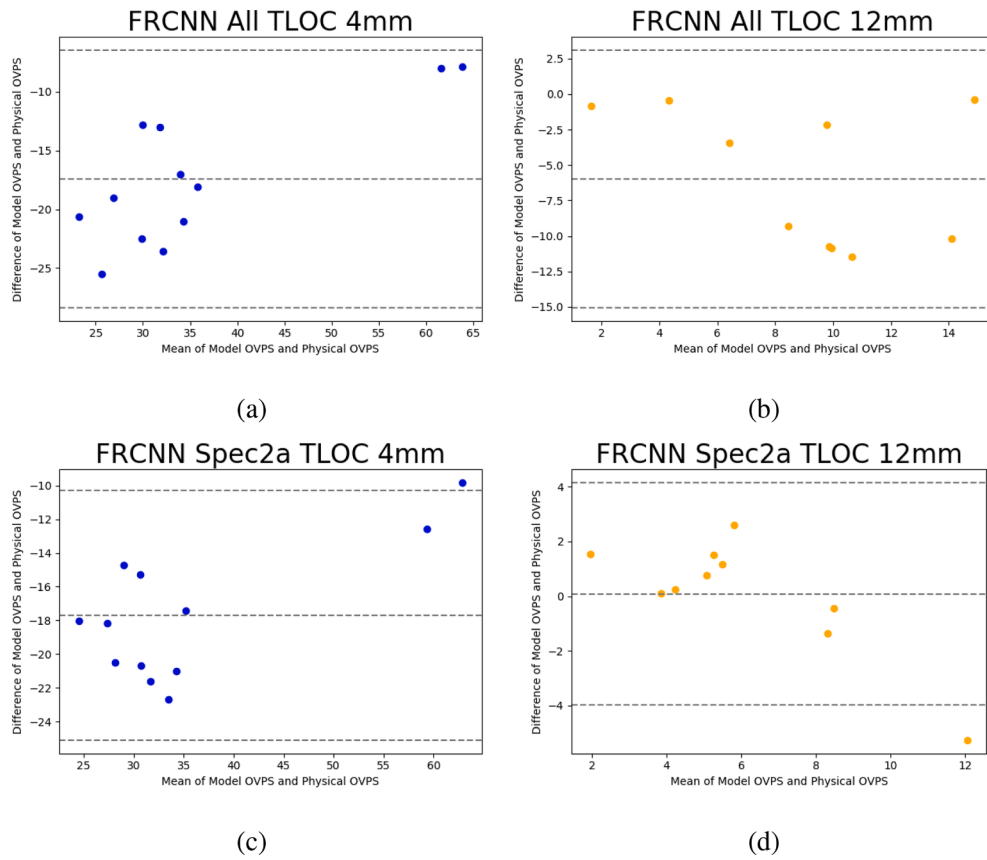 FRCNN All TLOC 4mm
Difference of Model OVPS and Physical OVPS
−10
−15
−20
−25
25 30 35 40 45 50 55 60 65
Mean of Model OVPS and Physical OVPS
(a)
FRCNN All TLOC 12mm
Difference of Model OVPS and Physical OVPS
2.5
0.0
−2.5
−5.0
−7.5
−10.0
−12.5
−15.0
2 4 6 8 10 12 14
Mean of Model OVPS and Physical OVPS
(b)
FRCNN Spec2a TLOC 4mm
Difference of Model OVPS and Physical OVPS
−10
−12
−14
−16
−18
−20
−22
−24
25 30 35 40 45 50 55 60
Mean of Model OVPS and Physical OVPS
(c)
FRCNN Spec2a TLOC 12mm
Difference of Model OVPS and Physical OVPS
4
2
0
−2
−4
2 4 6 8 10 12
Mean of Model OVPS and Physical OVPS
(d)